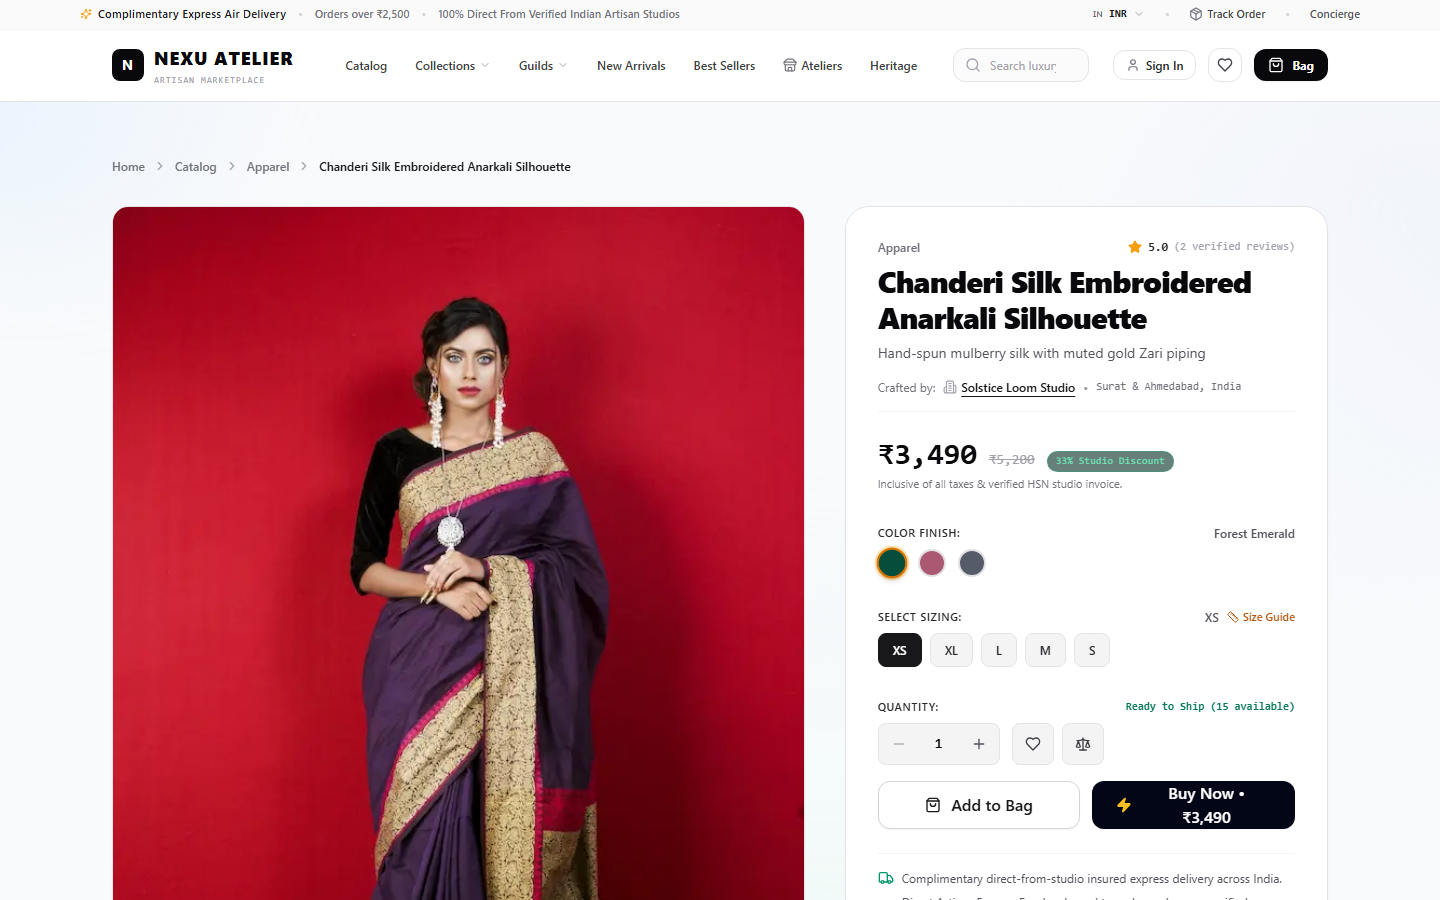 Complimentary Express Air Delivery • Orders over ₹2,500 • 100% Direct From Verified Indian Artisan Studios
IN INR • Track Order • Concierge
N NEXU ATELIER
ARTISAN MARKETPLACE
Catalog Collections Guilds New Arrivals Best Sellers Ateliers Heritage
Search luxur
Sign In
Bag
Home > Catalog > Apparel > Chanderi Silk Embroidered Anarkali Silhouette
Apparel
5.0 (2 verified reviews)
Chanderi Silk Embroidered
Anarkali Silhouette
Hand-spun mulberry silk with muted gold Zari piping
Crafted by: Solstice Loom Studio • Surat & Ahmedabad, India
₹3,490 ₹5,200 33% Studio Discount
Inclusive of all taxes & verified HSN studio invoice.
COLOR FINISH: Forest Emerald
SELECT SIZING: XS Size Guide
XS XL L M S
QUANTITY: Ready to Ship (15 available)
1
Add to Bag
Buy Now •
₹3,490
Complimentary direct-from-studio insured express delivery across India.